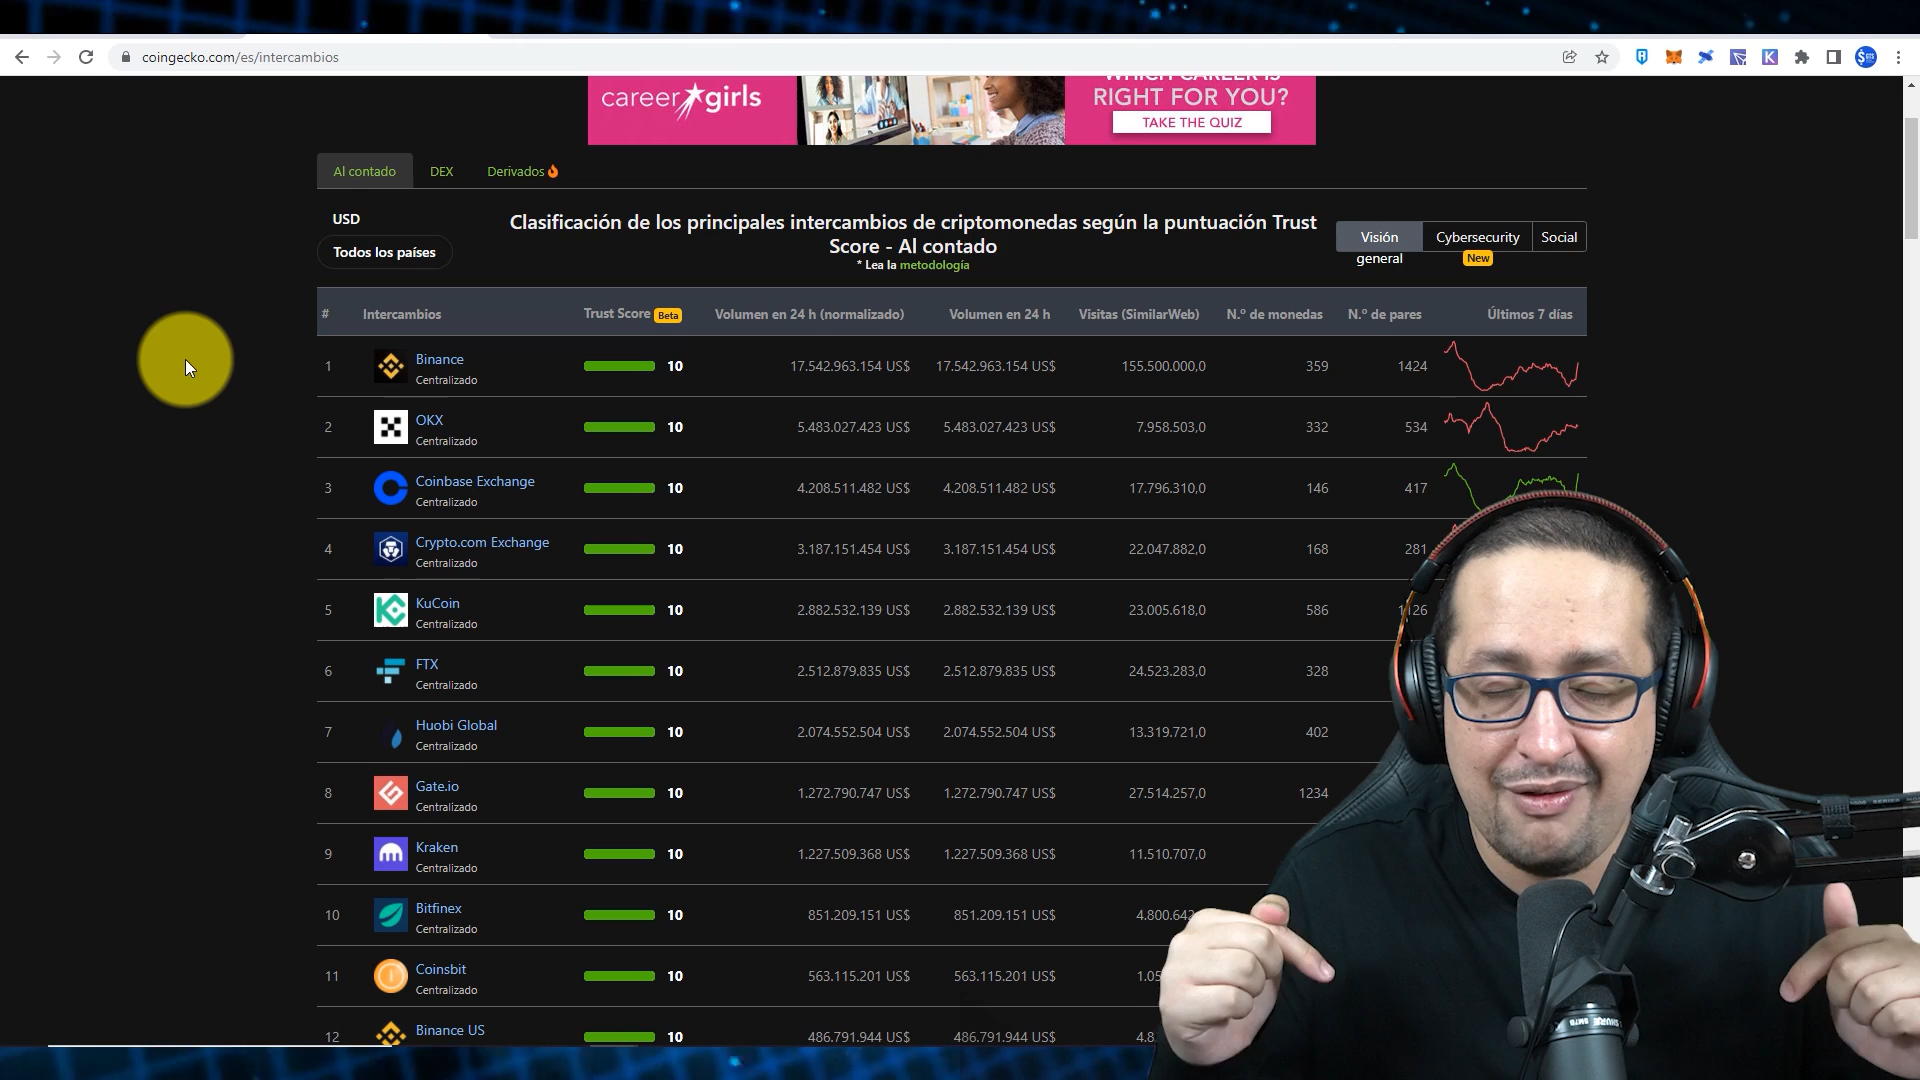 coingecko.com/es/intercambios
career girls
WHICH CAREER IS
RIGHT FOR YOU?
TAKE THE QUIZ
Al contado DEX Derivados
USD
Todos los países
Clasificación de los principales intercambios de criptomonedas según la puntuación Trust
Score - Al contado
* Lea la metodología
Visión general Cybersecurity New Social
# Intercambios Trust Score Beta Volumen en 24 h (normalizado) Volumen en 24 h Visitas (SimilarWeb) N.º de monedas N.º de pares Últimos 7 días
1 Binance Centralizado 10 17.542.963.154 US$ 17.542.963.154 US$ 155.500.000,0 359 1424
2 OKX Centralizado 10 5.483.027.423 US$ 5.483.027.423 US$ 7.958.503,0 332 534
3 Coinbase Exchange Centralizado 10 4.208.511.482 US$ 4.208.511.482 US$ 17.796.310,0 146 417
4 Crypto.com Exchange Centralizado 10 3.187.151.454 US$ 3.187.151.454 US$ 22.047.882,0 168 281
5 KuCoin Centralizado 10 2.882.532.139 US$ 2.882.532.139 US$ 23.005.618,0 586
6 FTX Centralizado 10 2.512.879.835 US$ 2.512.879.835 US$ 24.523.283,0 328
7 Huobi Global Centralizado 10 2.074.552.504 US$ 2.074.552.504 US$ 13.319.721,0 402
8 Gate.io Centralizado 10 1.272.790.747 US$ 1.272.790.747 US$ 27.514.257,0 1234
9 Kraken Centralizado 10 1.227.509.368 US$ 1.227.509.368 US$ 11.510.707,0
10 Bitfinex Centralizado 10 851.209.151 US$ 851.209.151 US$
11 Coinsbit Centralizado 10 563.115.201 US$ 563.115.201 US$
12 Binance US 10 486.791.944 US$ 486.791.944 US$